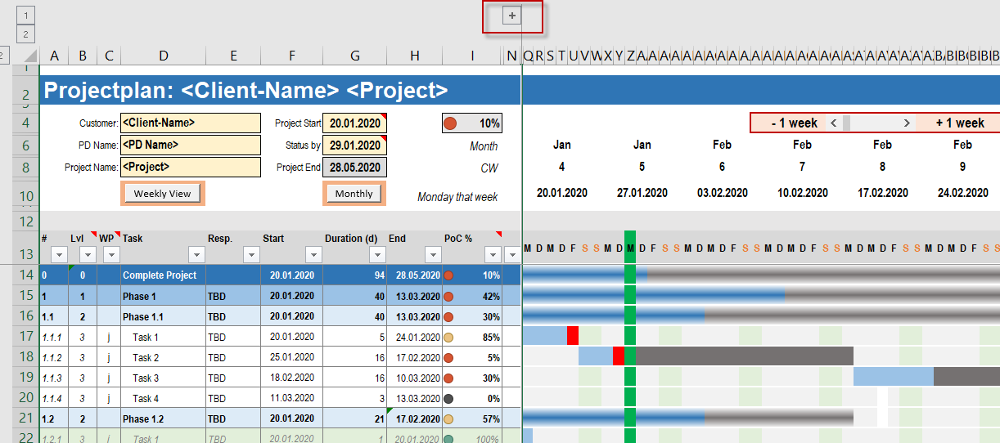 1
2
+
2
A B C D E F G H I N Q R S T U V W X Y Z
1
2 Projectplan: <Client-Name> <Project>
4 Customer: <Client-Name> Project Start 20.01.2020 10% - 1 week < > + 1 week
6 PD Name: <PD Name> Status by 29.01.2020 Month Jan Jan Feb Feb Feb Feb
8 Project Name: <Project> Project End 28.05.2020 CW 4 5 6 7 8 9
10 Weekly View Monthly Monday that week 20.01.2020 27.01.2020 03.02.2020 10.02.2020 17.02.2020 24.02.2020
12
13 # Lvl WP Task Resp. Start Duration (d) End PoC % M D M D F S S M D M D F S S M D M D F S S M D M D F S S M D M D F S S M D M D F S
14 0 0 Complete Project 20.01.2020 94 28.05.2020 10%
15 1 1 Phase 1 TBD 20.01.2020 40 13.03.2020 42%
16 1.1 2 Phase 1.1 TBD 20.01.2020 40 13.03.2020 30%
17 1.1.1 3 j Task 1 TBD 20.01.2020 5 24.01.2020 85%
18 1.1.2 3 j Task 2 TBD 25.01.2020 16 17.02.2020 5%
19 1.1.3 3 j Task 3 TBD 18.02.2020 16 10.03.2020 30%
20 1.1.4 3 j Task 4 TBD 11.03.2020 3 13.03.2020 0%
21 1.2 2 Phase 1.2 TBD 20.01.2020 21 17.02.2020 57%
22 1.2.1 3 j Task 1 TBD 20.01.2020 1 20.01.2020 100%